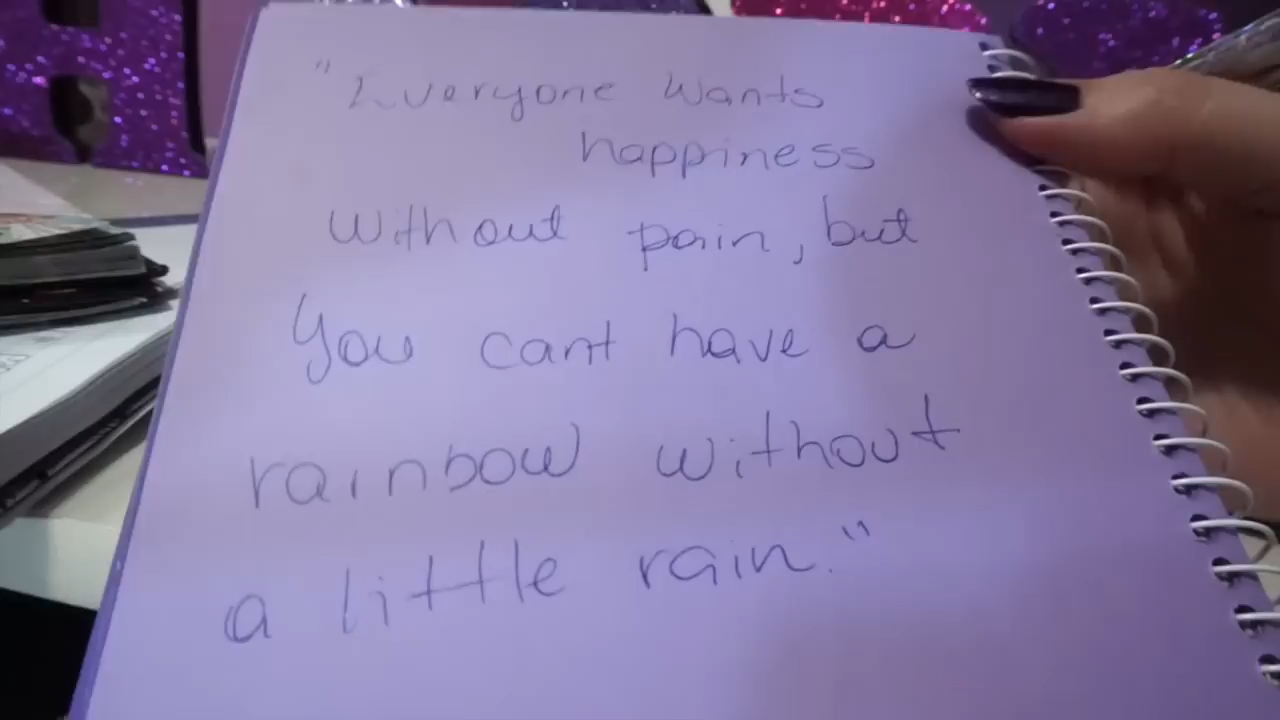 "Everyone wants
happiness
without pain, but
you cant have a
rainbow without
a little rain."